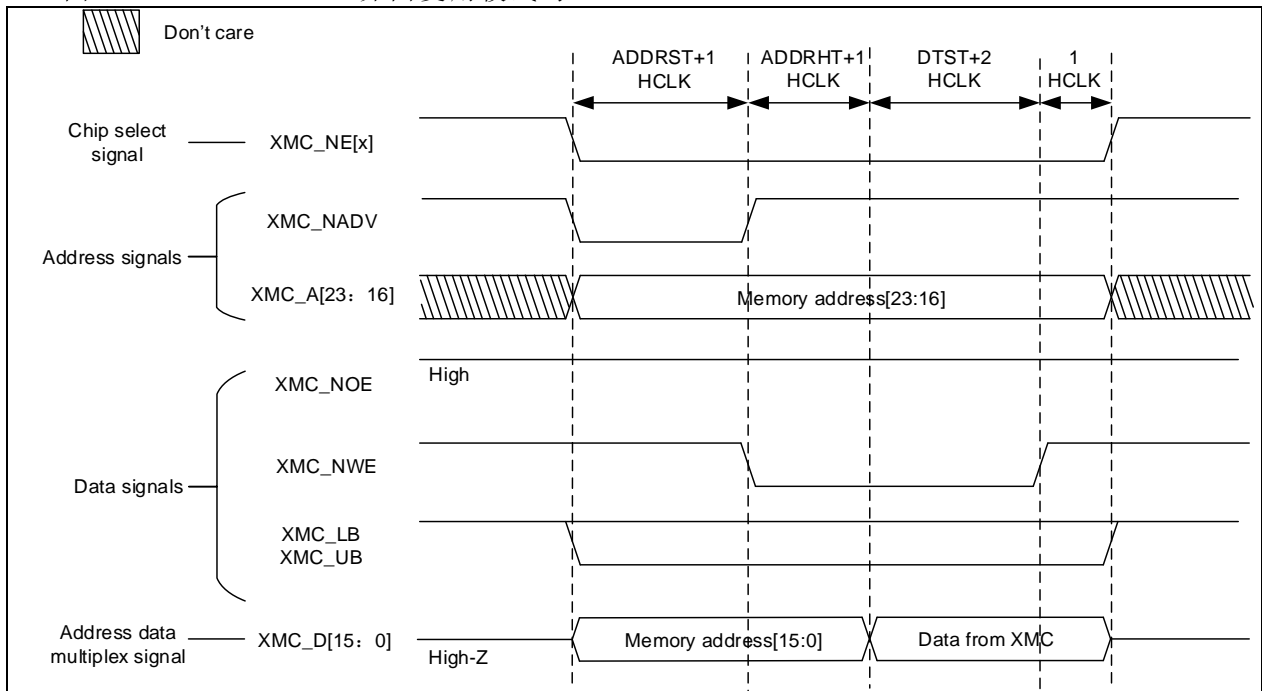 Don't care
ADDRST+1 HCLK
ADDRHT+1 HCLK
DTST+2 HCLK
1 HCLK
Chip select signal
XMC_NE[x]
XMC_NADV
Address signals
XMC_A[23：16]
Memory address[23:16]
High
XMC_NOE
XMC_NWE
Data signals
XMC_LB
XMC_UB
Address data multiplex signal
XMC_D[15：0]
High-Z
Memory address[15:0]
Data from XMC